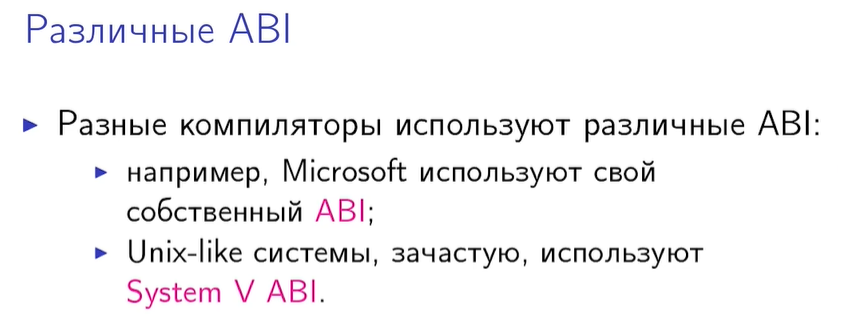 Различные ABI
▶ Разные компиляторы используют различные ABI:
▶ например, Microsoft используют свой
собственный ABI;
▶ Unix-like системы, зачастую, используют
System V ABI.